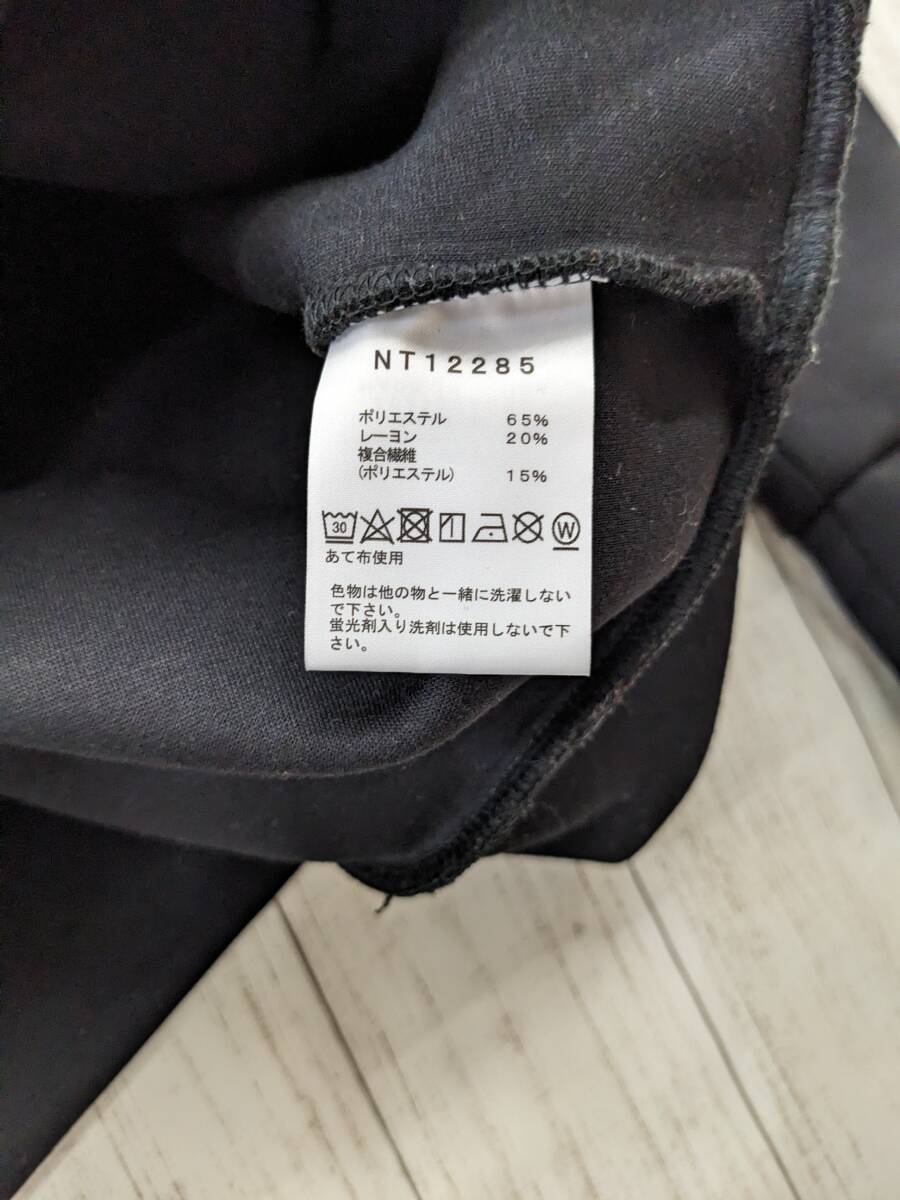 NT12285
ポリエステル 65%
レーヨン 20%
複合繊維
(ポリエステル) 15%
30 W
あて布使用
色物は他の物と一緒に洗濯しない
で下さい。
蛍光剤入り洗剤は使用しないで下
さい。